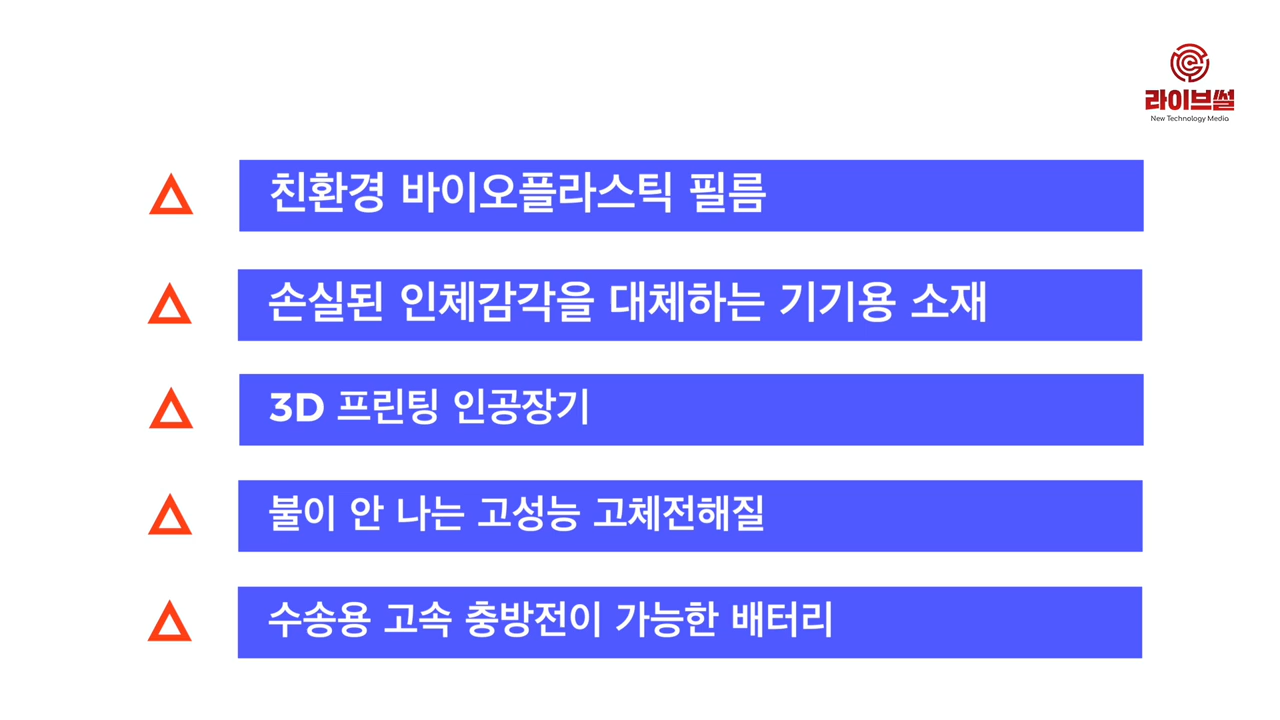 라이브썰
New Technology Media
친환경 바이오플라스틱 필름
손실된 인체감각을 대체하는 기기용 소재
3D 프린팅 인공장기
불이 안 나는 고성능 고체전해질
수송용 고속 충방전이 가능한 배터리